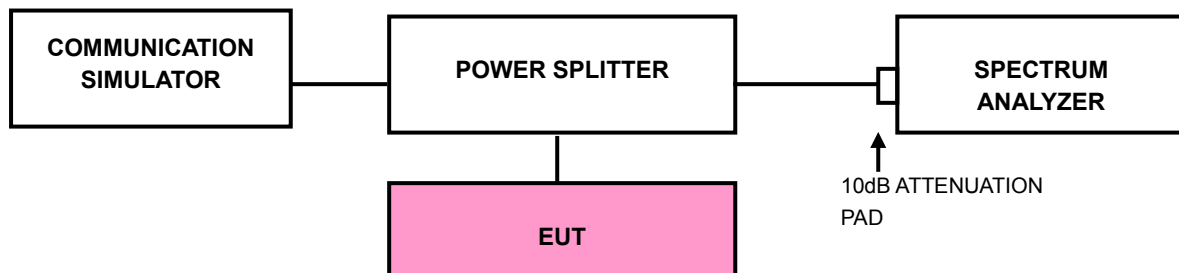 COMMUNICATION
SIMULATOR
POWER SPLITTER
SPECTRUM
ANALYZER
10dB ATTENUATION
PAD
EUT